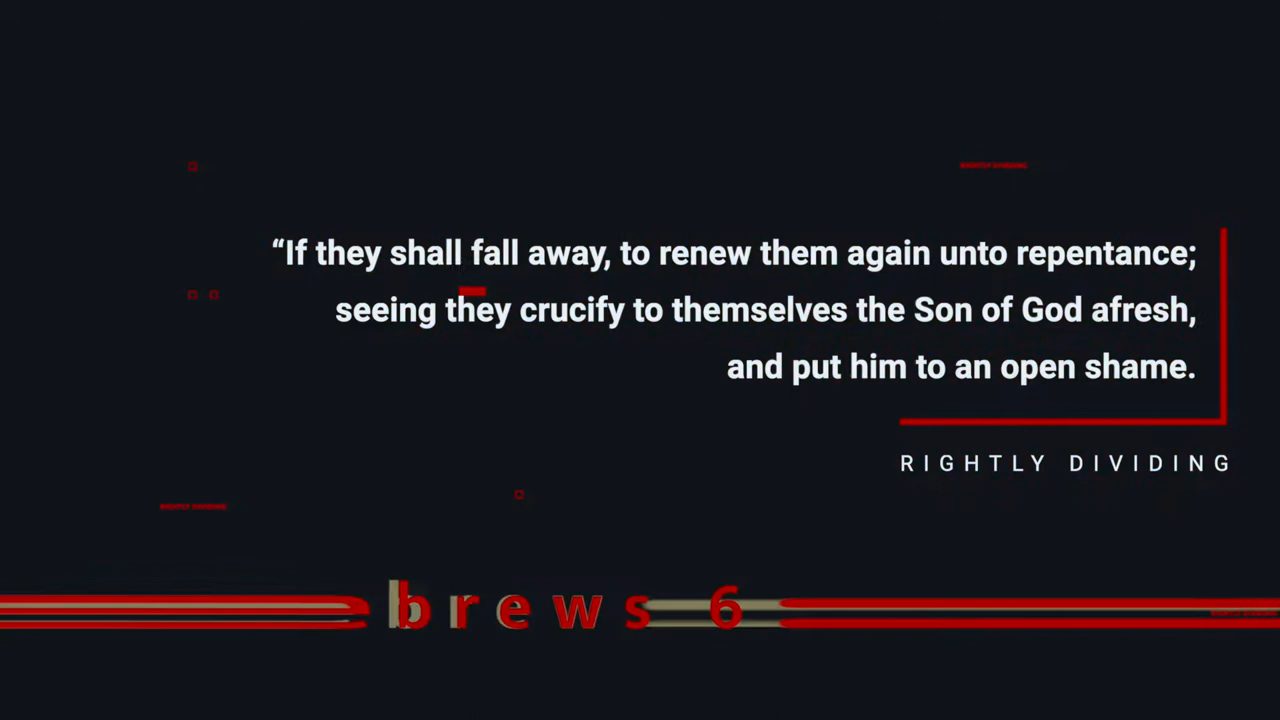 “If they shall fall away, to renew them again unto repentance;
seeing they crucify to themselves the Son of God afresh,
and put him to an open shame.
RIGHTLY DIVIDING
brews 6